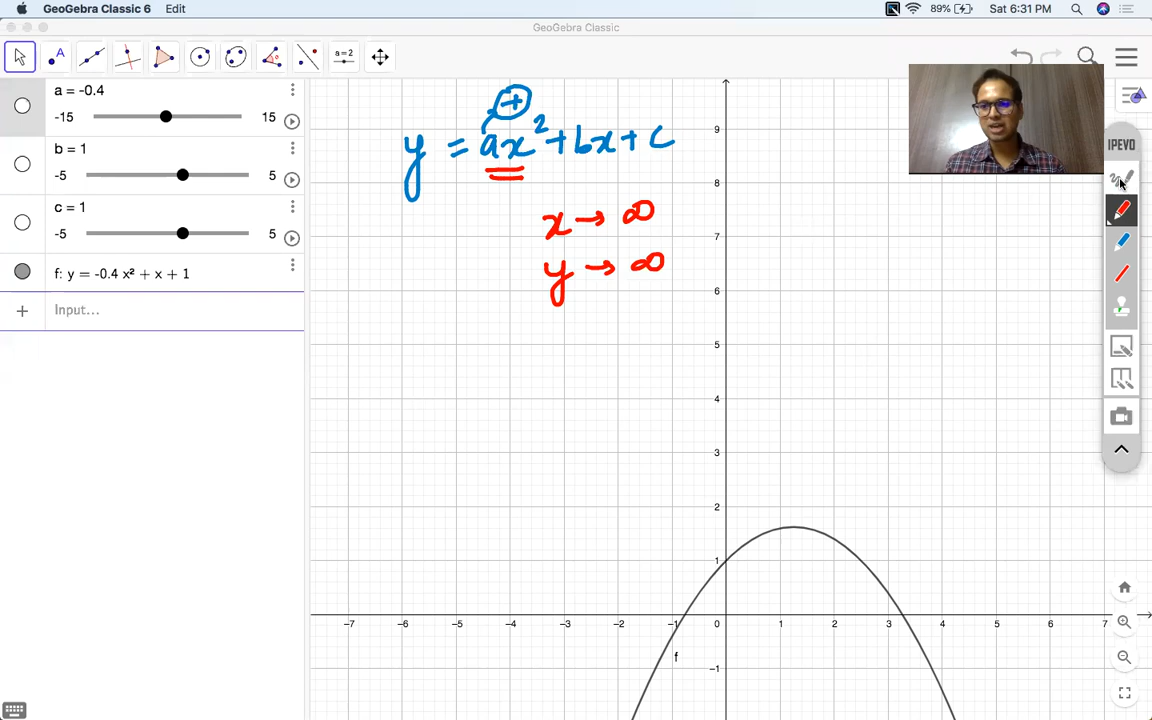 GeoGebra Classic 6 Edit
89% Sat 6:31 PM
GeoGebra Classic
A
a=2
a = -0.4
-15 15
b = 1
-5 5
c = 1
-5 5
f: y = -0.4 x² + x + 1
+ Input...
+
y = ax² + bx + c
x → ∞
y → ∞
IPEVO
9
8
7
6
5
4
3
2
1
-7 -6 -5 -4 -3 -2 -1 0 1 2 3 4 5 6 7
f
-1